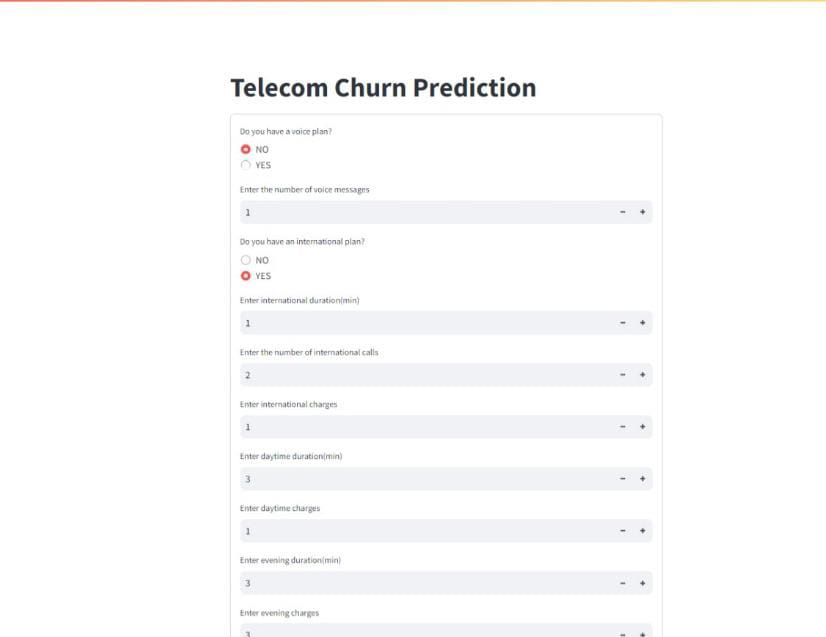 Telecom Churn Prediction
Do you have a voice plan?
NO
YES
Enter the number of voice messages
1
Do you have an international plan?
NO
YES
Enter international duration(min)
1
Enter the number of international calls
2
Enter international charges
1
Enter daytime duration(min)
3
Enter daytime charges
1
Enter evening duration(min)
3
Enter evening charges
3